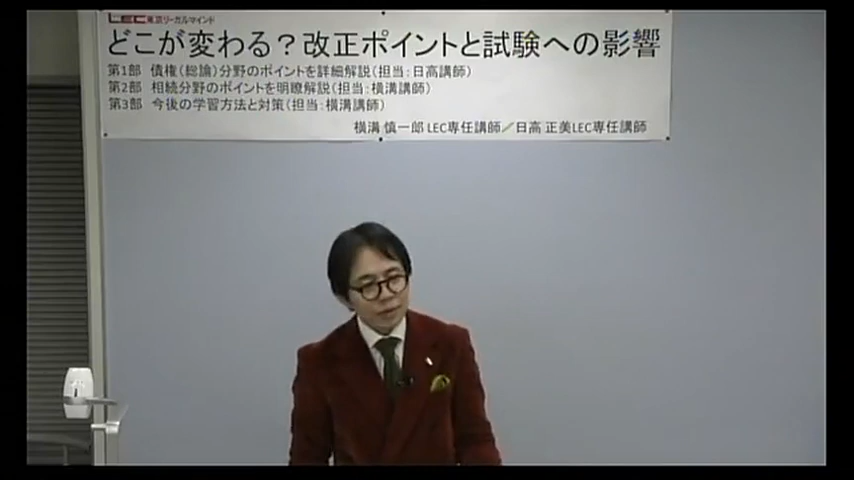 東京リーガルマインド
どこが変わる？改正ポイントと試験への影響
第1部 債権（総論）分野のポイントを詳細解説（担当：日高講師）
第2部 相続分野のポイントを明瞭解説（担当：横溝講師）
第3部 今後の学習方法と対策（担当：横溝講師）
横溝 慎一郎 LEC専任講師／日高 正美LEC専任講師